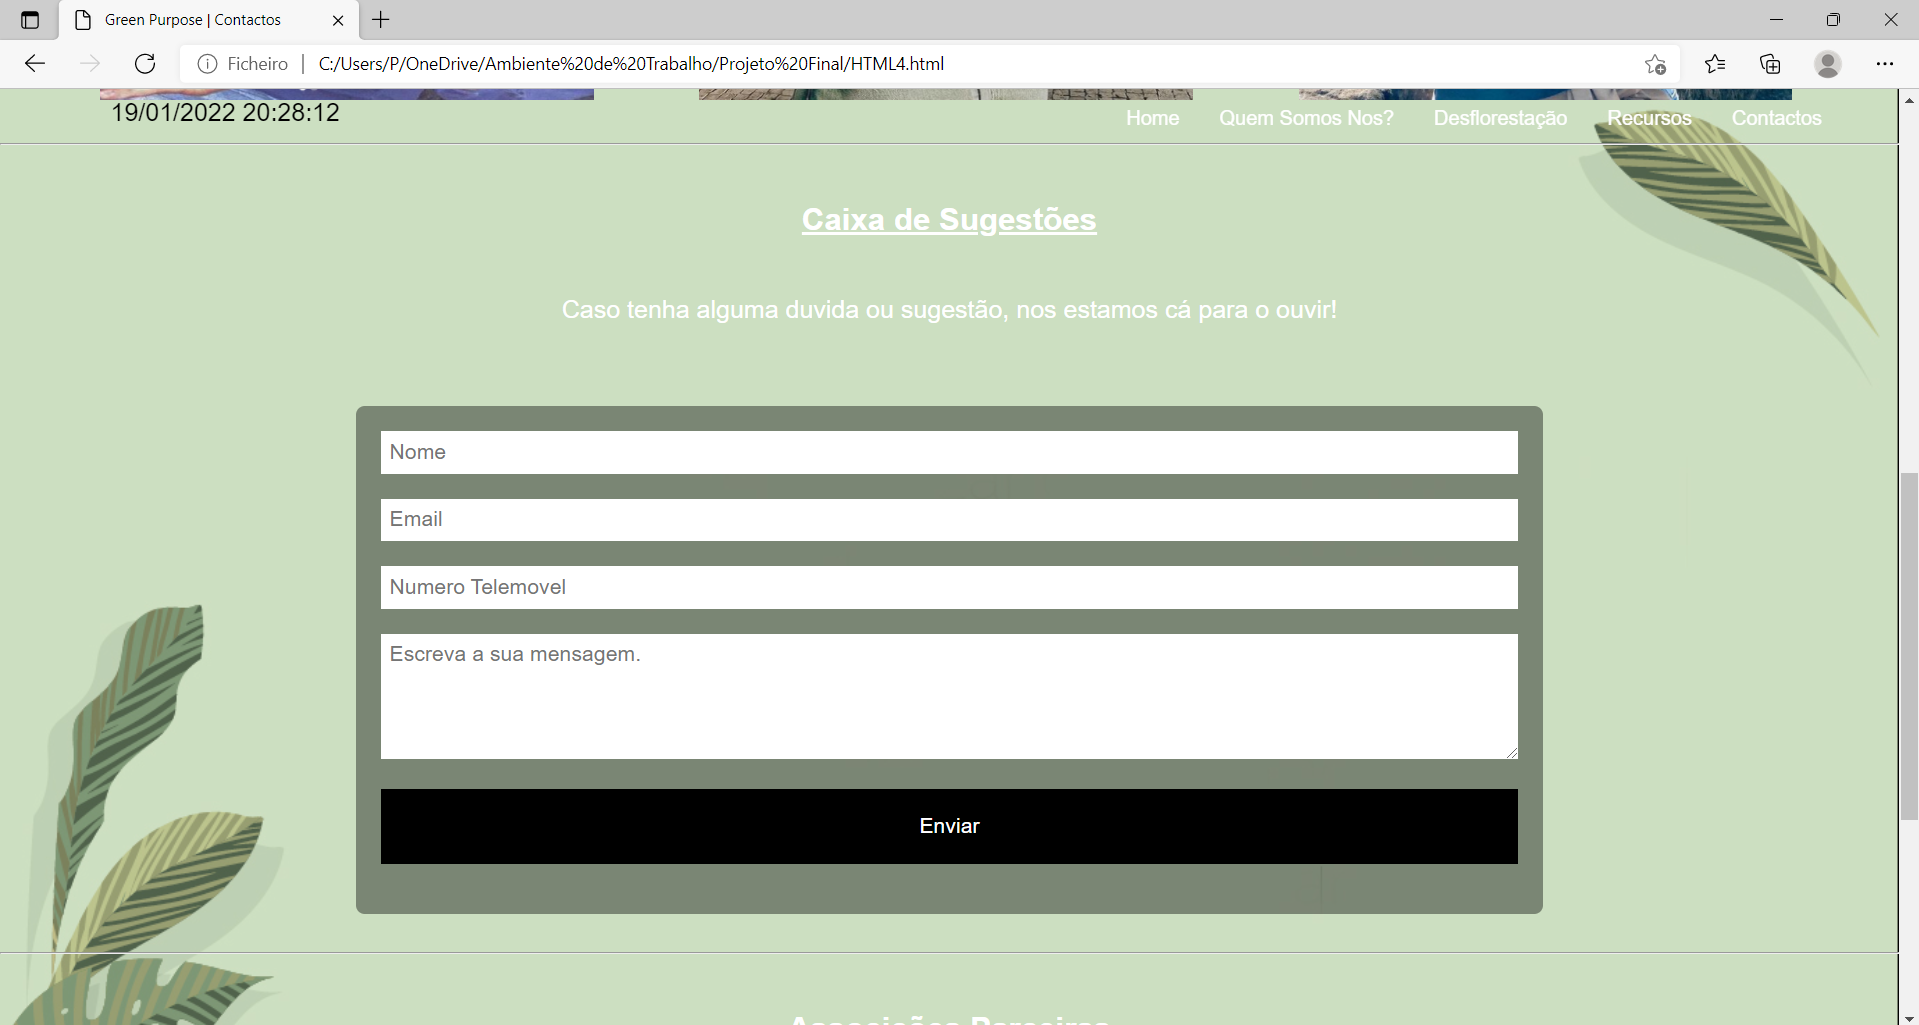 Green Purpose | Contactos
Ficheiro
C:/Users/P/OneDrive/Ambiente%20de%20Trabalho/Projeto%20Final/HTML4.html
19/01/2022 20:28:12
Home Quem Somos Nos? Desflorestação Recursos Contactos
Caixa de Sugestões
Caso tenha alguma duvida ou sugestão, nos estamos cá para o ouvir!
Nome
Email
Numero Telemovel
Escreva a sua mensagem.
Enviar